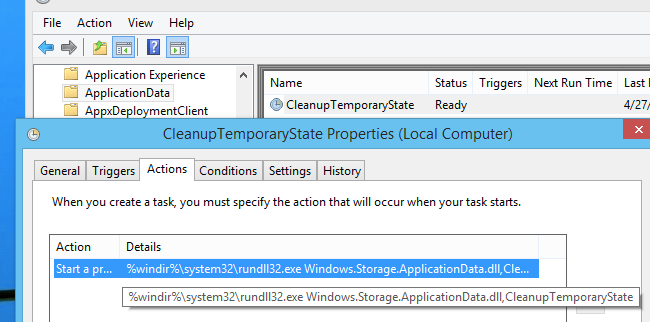 File Action View Help
Application Experience
ApplicationData
AppxDeploymentClient
Name Status Triggers Next Run Time Last
CleanupTemporaryState Ready 4/27/
CleanupTemporaryState Properties (Local Computer)
General Triggers Actions Conditions Settings History
When you create a task, you must specify the action that will occur when your task starts.
Action Details
Start a pr... %windir%\system32\rundll32.exe Windows.Storage.ApplicationData.dll,Cle...
%windir%\system32\rundll32.exe Windows.Storage.ApplicationData.dll,CleanupTemporaryState